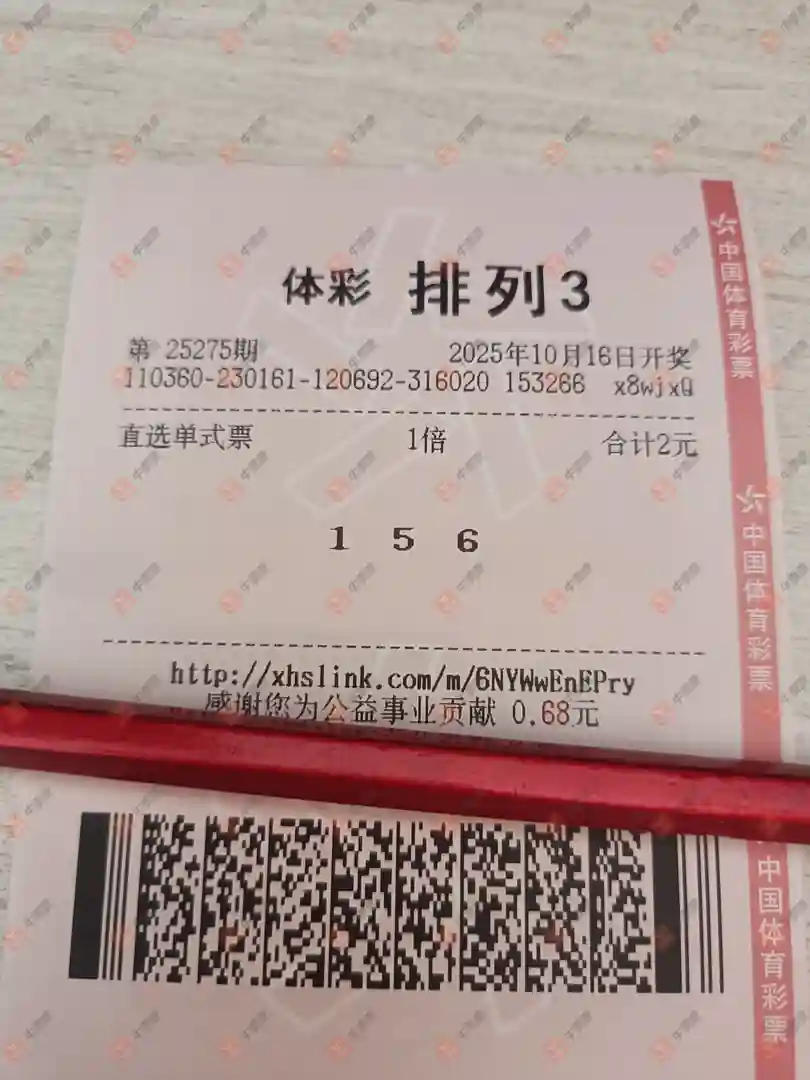 体彩 排列3
第 25275期 2025年10月16日开奖
110360-230161-120692-316020 153266 x8wjxQ
直选单式票 1倍 合计2元
1 5 6
http://xhslink.com/m/6NYWwEnEPry
感谢您为公益事业贡献 0.68元
中国体育彩票
中国体育彩票
中国体育彩票